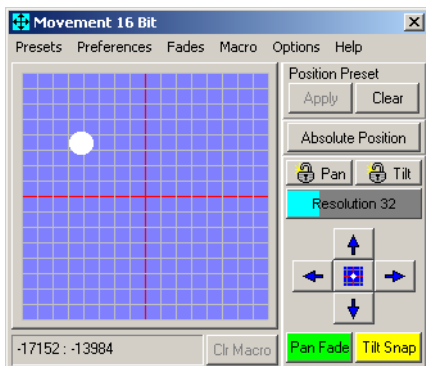 Movement 16 Bit
Presets Preferences Fades Macro Options Help
Position Preset
Apply Clear
Absolute Position
Pan Tilt
Resolution 32
-17152 : -13984 Clr Macro Pan Fade Tilt Snap